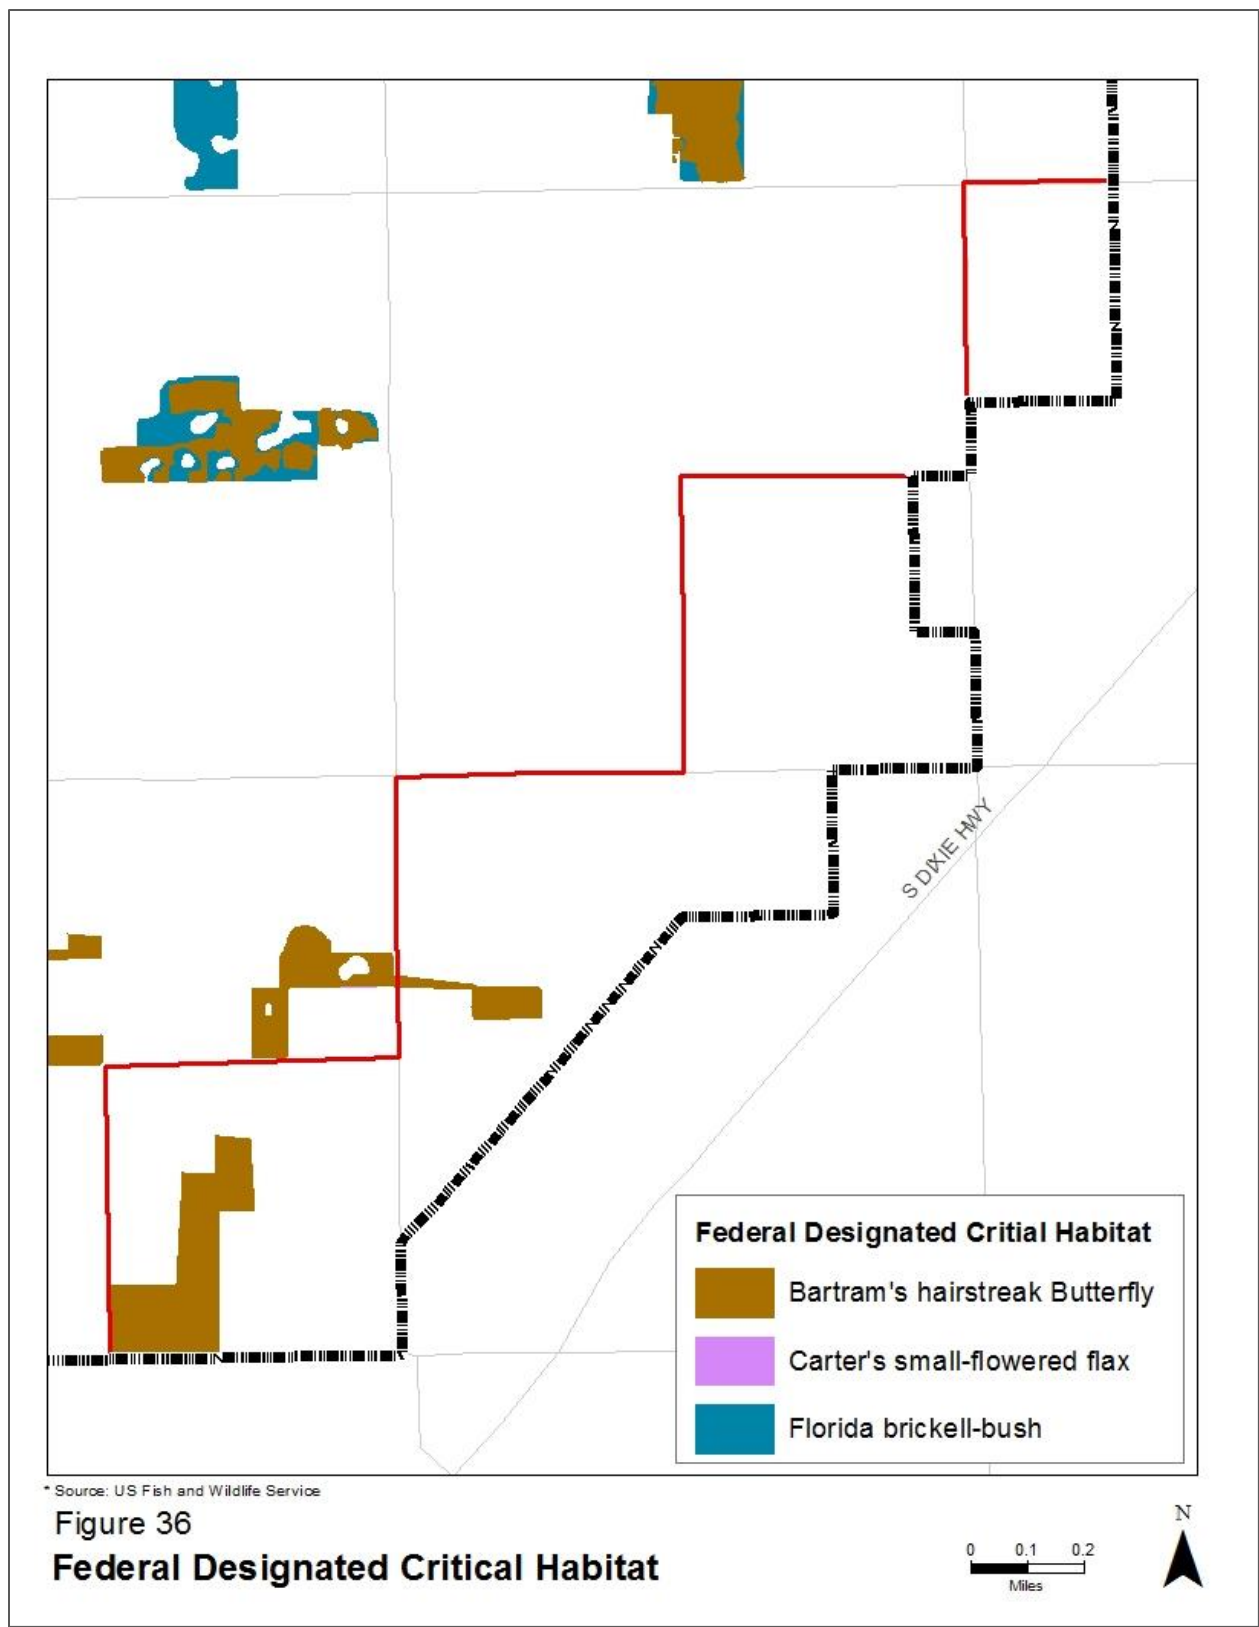 S DIXIE HWY
Federal Designated Critial Habitat
Bartram's hairstreak Butterfly
Carter's small-flowered flax
Florida brickell-bush
* Source: US Fish and Wildlife Service
Figure 36
Federal Designated Critical Habitat
0 0.1 0.2
Miles
N